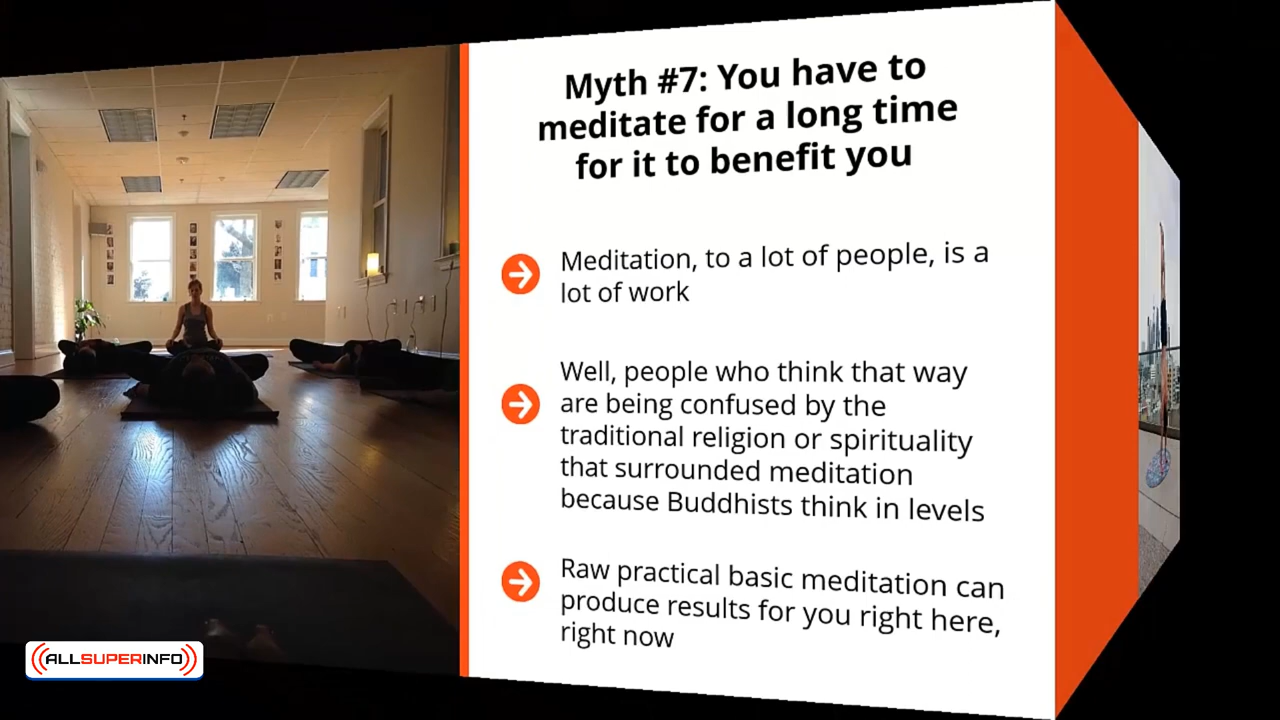 Myth #7: You have to
meditate for a long time
for it to benefit you
Meditation, to a lot of people, is a
lot of work
Well, people who think that way
are being confused by the
traditional religion or spirituality
that surrounded meditation
because Buddhists think in levels
Raw practical basic meditation can
produce results for you right here,
right now
ALLSUPERINFO